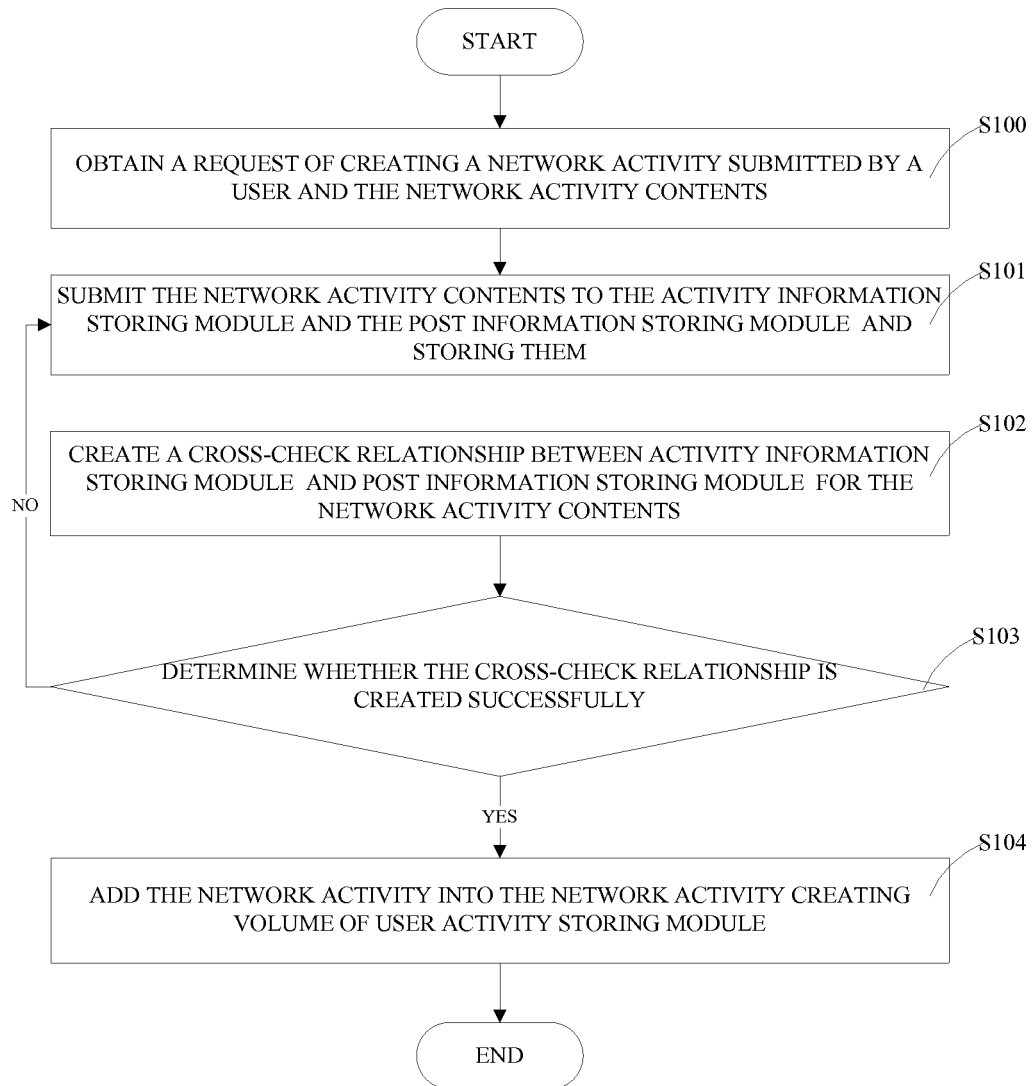 START
S100
OBTAIN A REQUEST OF CREATING A NETWORK ACTIVITY SUBMITTED BY A
USER AND THE NETWORK ACTIVITY CONTENTS
S101
SUBMIT THE NETWORK ACTIVITY CONTENTS TO THE ACTIVITY INFORMATION
STORING MODULE AND THE POST INFORMATION STORING MODULE AND
STORING THEM
S102
CREATE A CROSS-CHECK RELATIONSHIP BETWEEN ACTIVITY INFORMATION
STORING MODULE AND POST INFORMATION STORING MODULE FOR THE
NETWORK ACTIVITY CONTENTS
NO
S103
DETERMINE WHETHER THE CROSS-CHECK RELATIONSHIP IS
CREATED SUCCESSFULLY
YES
S104
ADD THE NETWORK ACTIVITY INTO THE NETWORK ACTIVITY CREATING
VOLUME OF USER ACTIVITY STORING MODULE
END